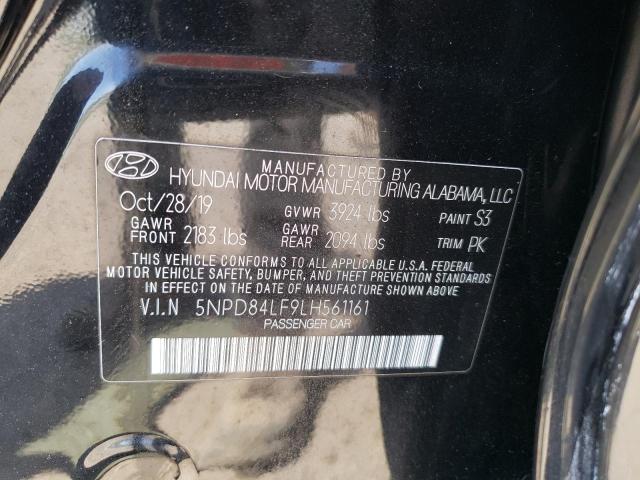 MANUFACTURED BY
HYUNDAI MOTOR MANUFACTURING ALABAMA, LLC
Oct/28/19 GVWR 3924 lbs PAINT S3
GAWR FRONT 2183 lbs GAWR REAR 2094 lbs TRIM PK
THIS VEHICLE CONFORMS TO ALL APPLICABLE U.S.A. FEDERAL
MOTOR VEHICLE SAFETY, BUMPER, AND THEFT PREVENTION STANDARDS
IN EFFECT ON THE DATE OF MANUFACTURE SHOWN ABOVE.
V.I.N 5NPD84LF9LH561161
PASSENGER CAR